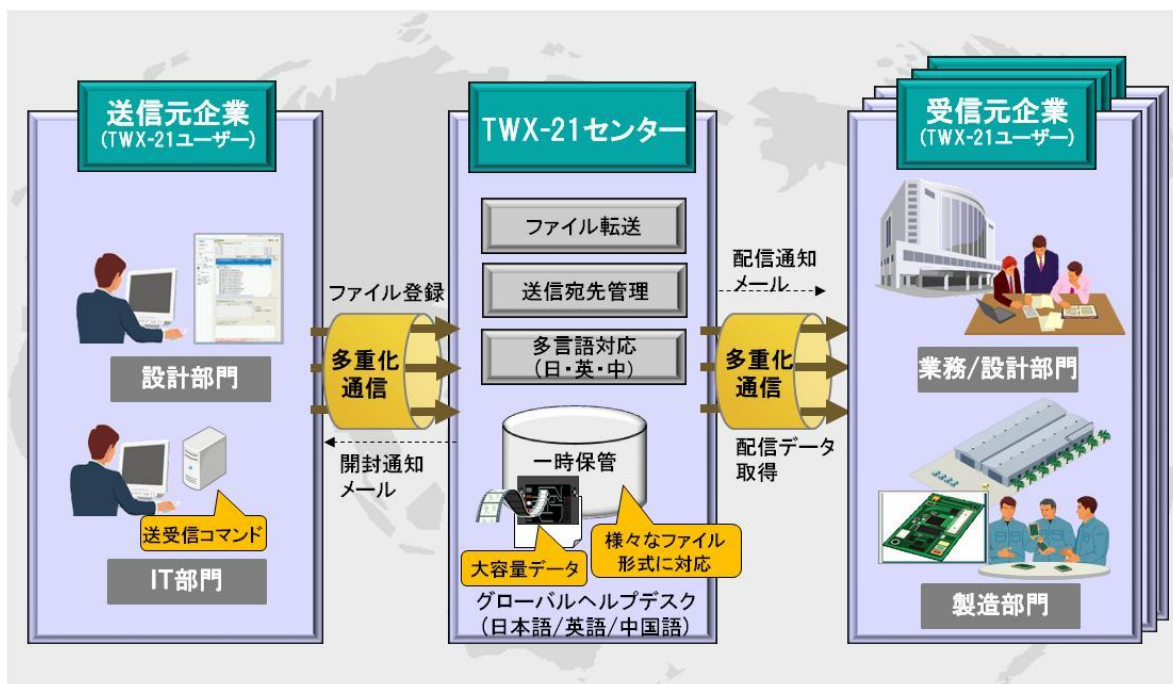 送信元企業
(TWX-21ユーザー)
設計部門
送受信コマンド
IT部門
ファイル登録
多重化
通信
開封通知
メール
TWX-21センター
ファイル転送
送信宛先管理
多言語対応
(日・英・中)
一時保管
大容量データ
様々なファイル
形式に対応
グローバルヘルプデスク
(日本語/英語/中国語)
配信通知
メール
多重化
通信
配信データ
取得
受信元企業
(TWX-21ユーザー)
業務/設計部門
製造部門